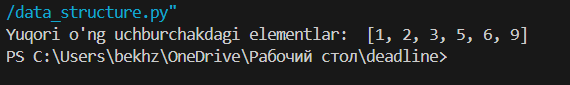 /data_structure.py"
Yuqori o'ng uchburchakdagi elementlar:  [1, 2, 3, 5, 6, 9]
PS C:\Users\bekhz\OneDrive\Рабочий стол\deadline>